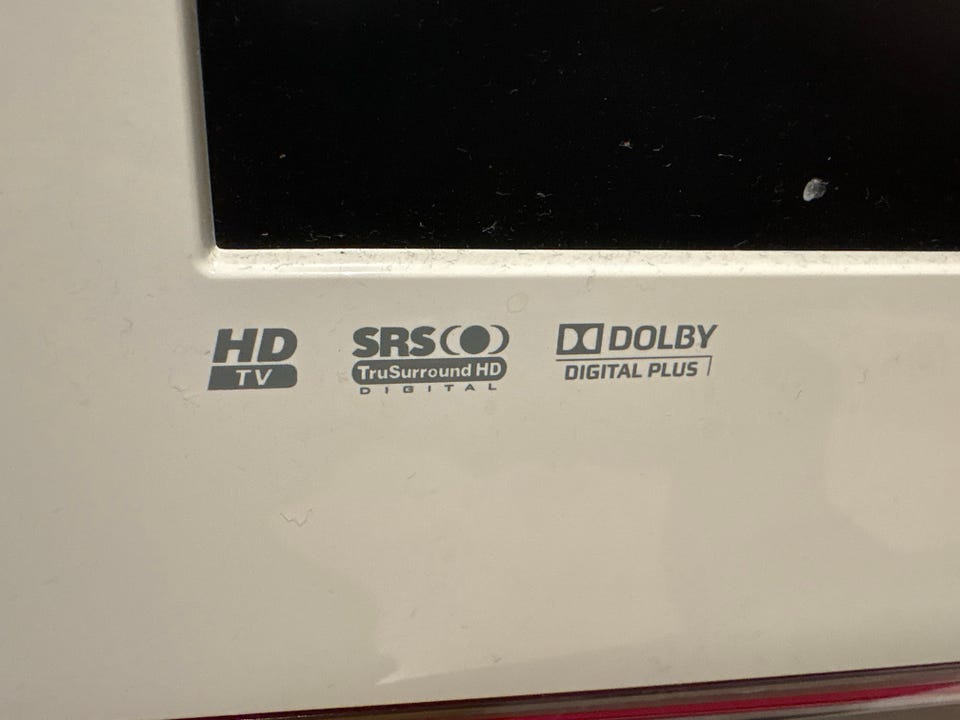 HD
TV
SRS
TruSurround HD
DIGITAL
DOLBY
DIGITAL PLUS